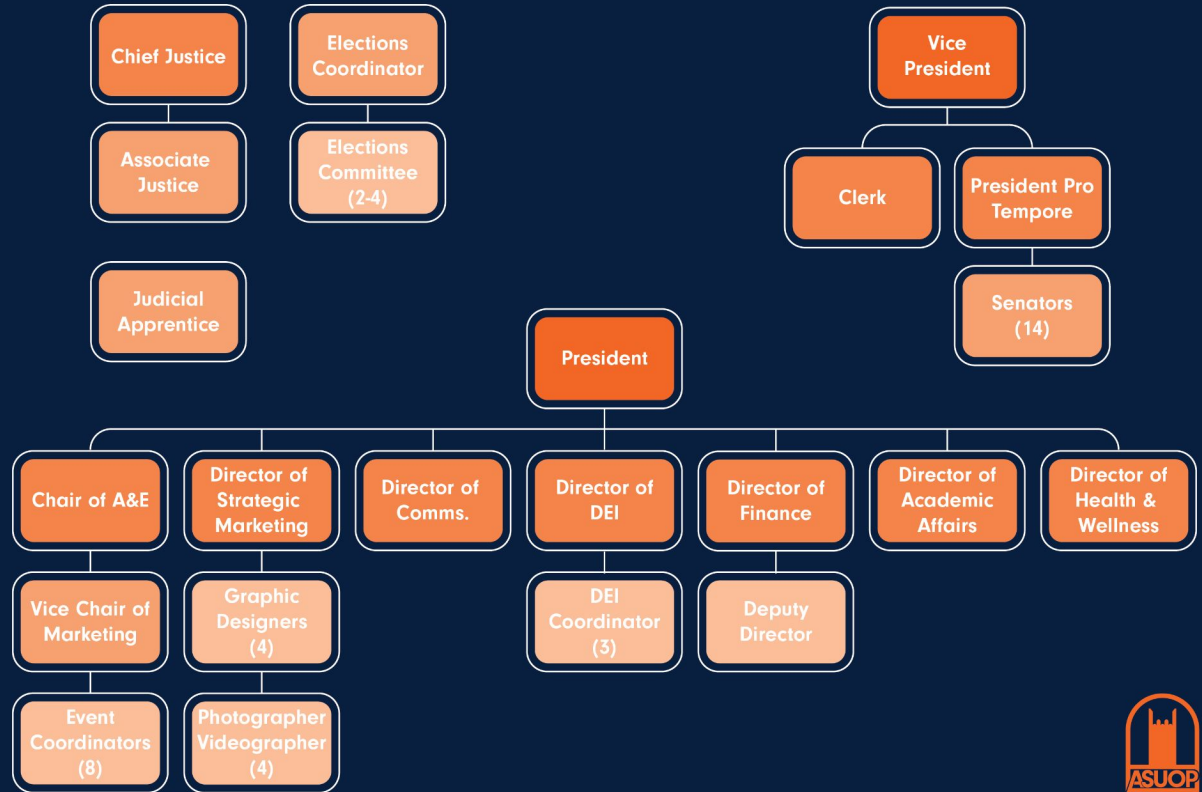 Chief Justice
Elections
Coordinator
Vice
President
Associate
Justice
Elections
Committee
(2-4)
Clerk
President Pro
Tempore
Judicial
Apprentice
Senators
(14)
President
Chair of A&E
Director of
Strategic
Marketing
Director of
Comms.
Director of
DEI
Director of
Finance
Director of
Academic
Affairs
Director of
Health &
Wellness
Vice Chair of
Marketing
Graphic
Designers
(4)
DEI
Coordinator
(3)
Deputy
Director
Event
Coordinators
(8)
Photographer
Videographer
(4)
ASUOP